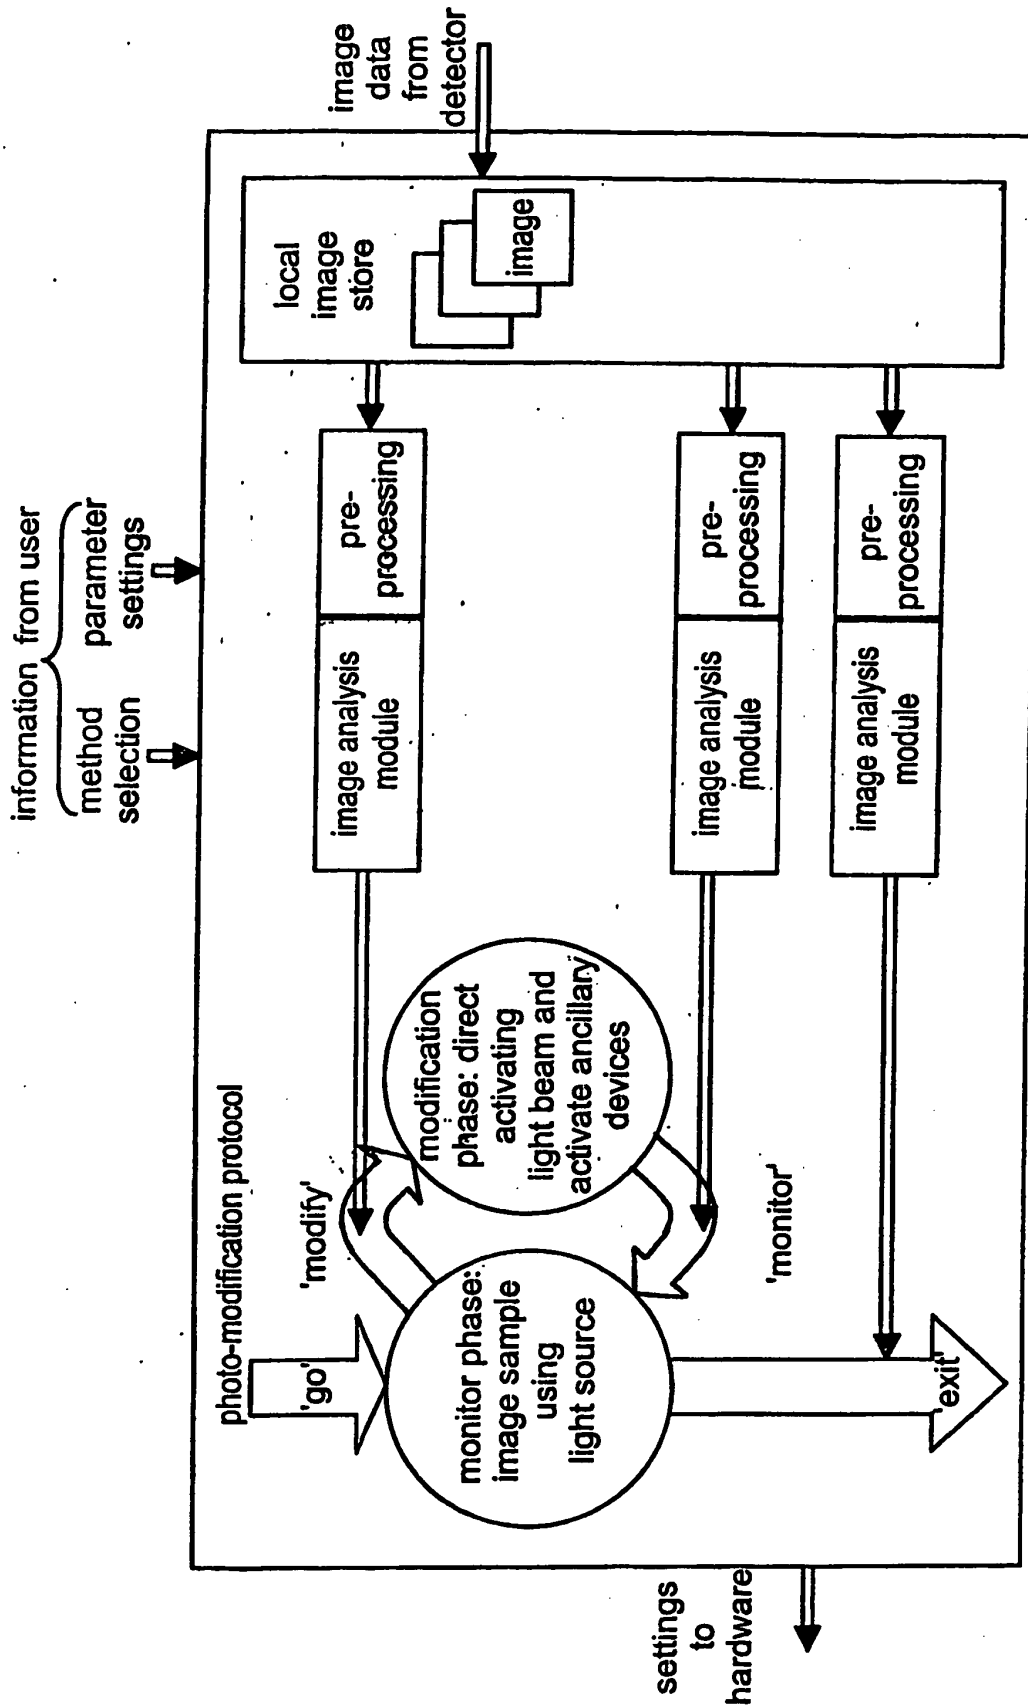 information from user
method
selection
parameter
settings
photo-modification protocol
'go'
'modify'
monitor phase:
image sample
using
light source
modification
phase: direct
activating
light beam and
activate ancillary
devices
'monitor'
'exit'
image analysis
module
pre-
processing
image analysis
module
pre-
processing
image analysis
module
pre-
processing
local
image
store
image
image
data
from
detector
settings
to
hardware